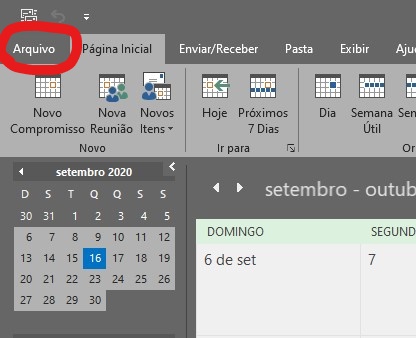 Arquivo Página Inicial Enviar/Receber Pasta Exibir
Novo Nova Novos Hoje Próximos Dia Semana
Compromisso Reunião Itens 7 Dias Útil
Novo Ir para
setembro 2020
D S T Q Q S S
30 31 1 2 3 4 5
6 7 8 9 10 11 12
13 14 15 16 17 18 19
20 21 22 23 24 25 26
27 28 29 30
setembro - outub
DOMINGO SEGUND
6 de set 7